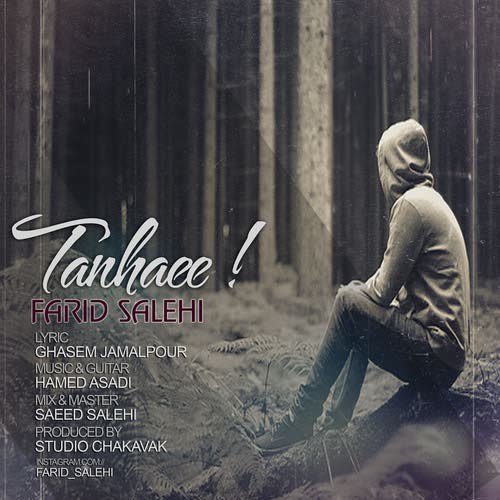 Tanhaee !
FARID SALEHI
LYRIC
GHASEM JAMALPOUR
MUSIC & GUITAR
HAMED ASADI
MIX & MASTER
SAEED SALEHI
PRODUCED BY
STUDIO CHAKAVAK
INSTAGRAM.COM//
FARID_SALEHI